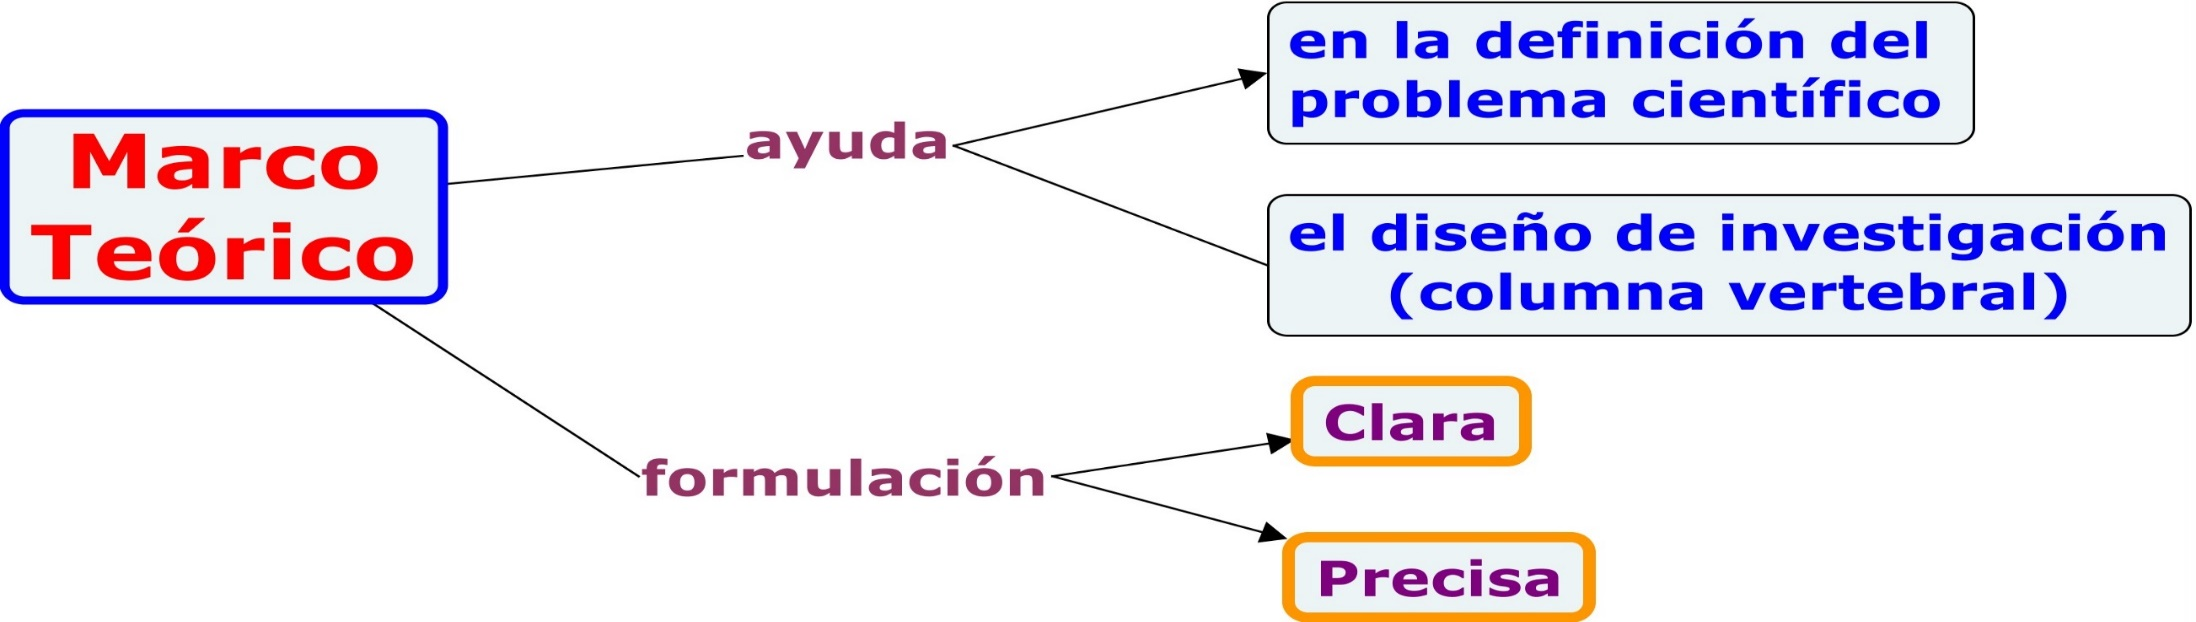 Marco
Teórico
ayuda
en la definición del
problema científico
el diseño de investigación
(columna vertebral)
formulación
Clara
Precisa